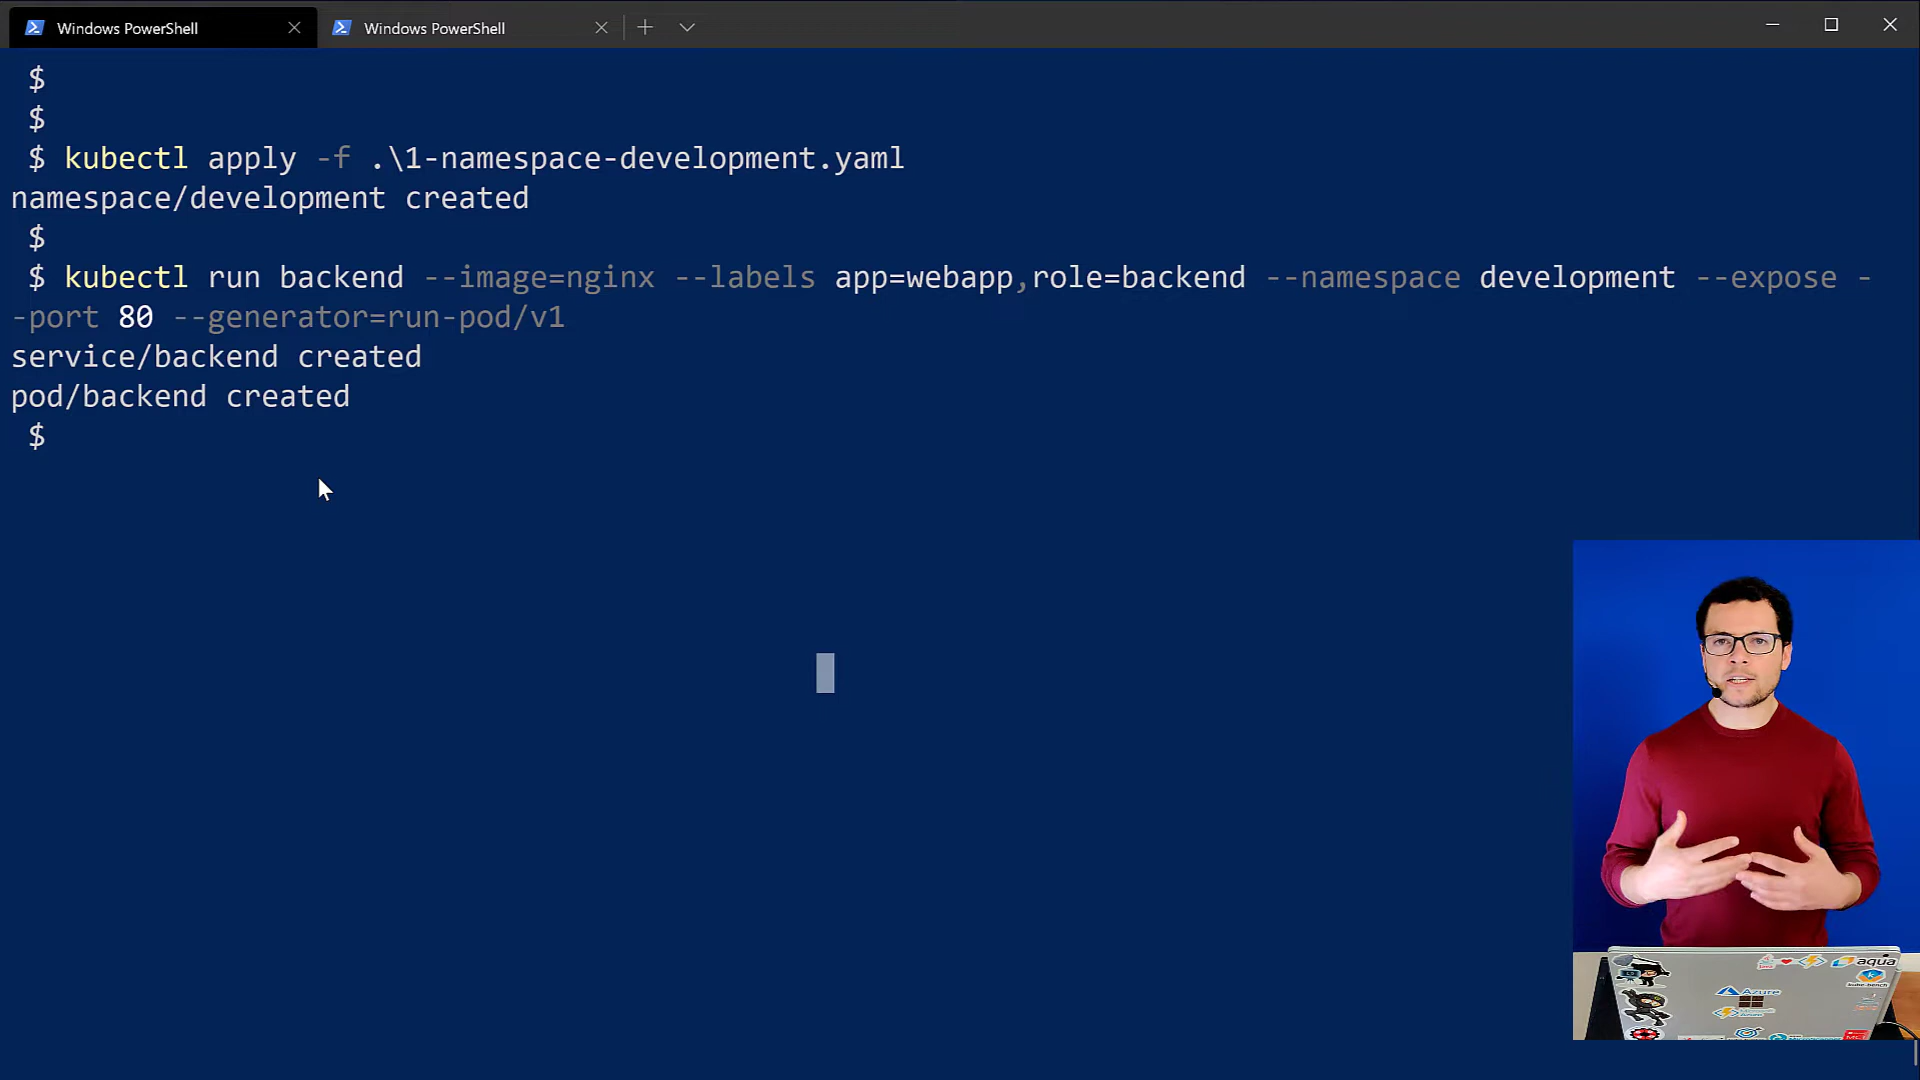 Windows PowerShell
Windows PowerShell
$
$
$ kubectl apply -f .\1-namespace-development.yaml
namespace/development created
$
$ kubectl run backend --image=nginx --labels app=webapp,role=backend --namespace development --expose -
-port 80 --generator=run-pod/v1
service/backend created
pod/backend created
$
aqua
kube-bench
Azure